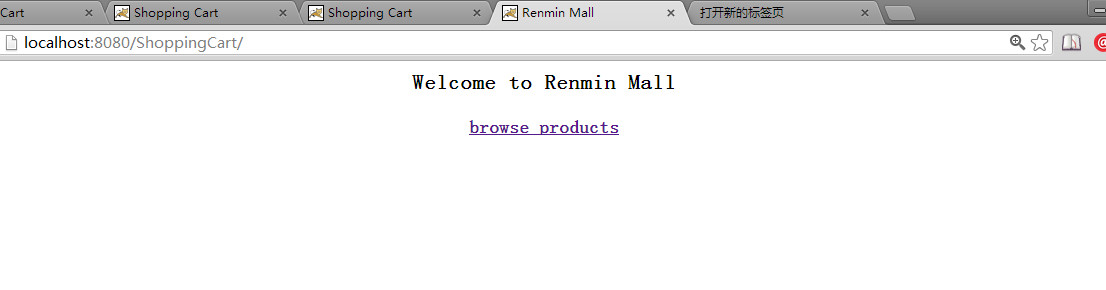 Cart
Shopping Cart
Shopping Cart
Renmin Mall
打开新的标签页
localhost:8080/ShoppingCart/
Welcome to Renmin Mall
browse products